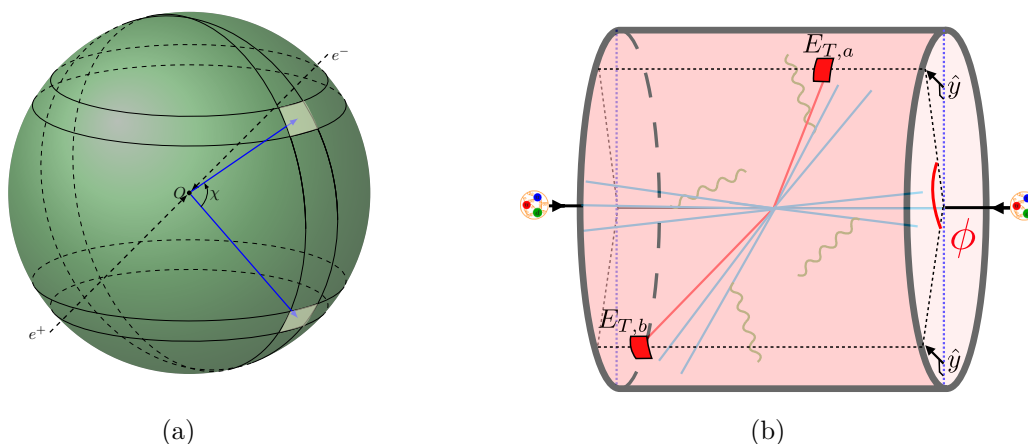 e⁻
O
χ
e⁺
(a)
E_{T,a}
ŷ
ϕ
E_{T,b}
ŷ
(b)